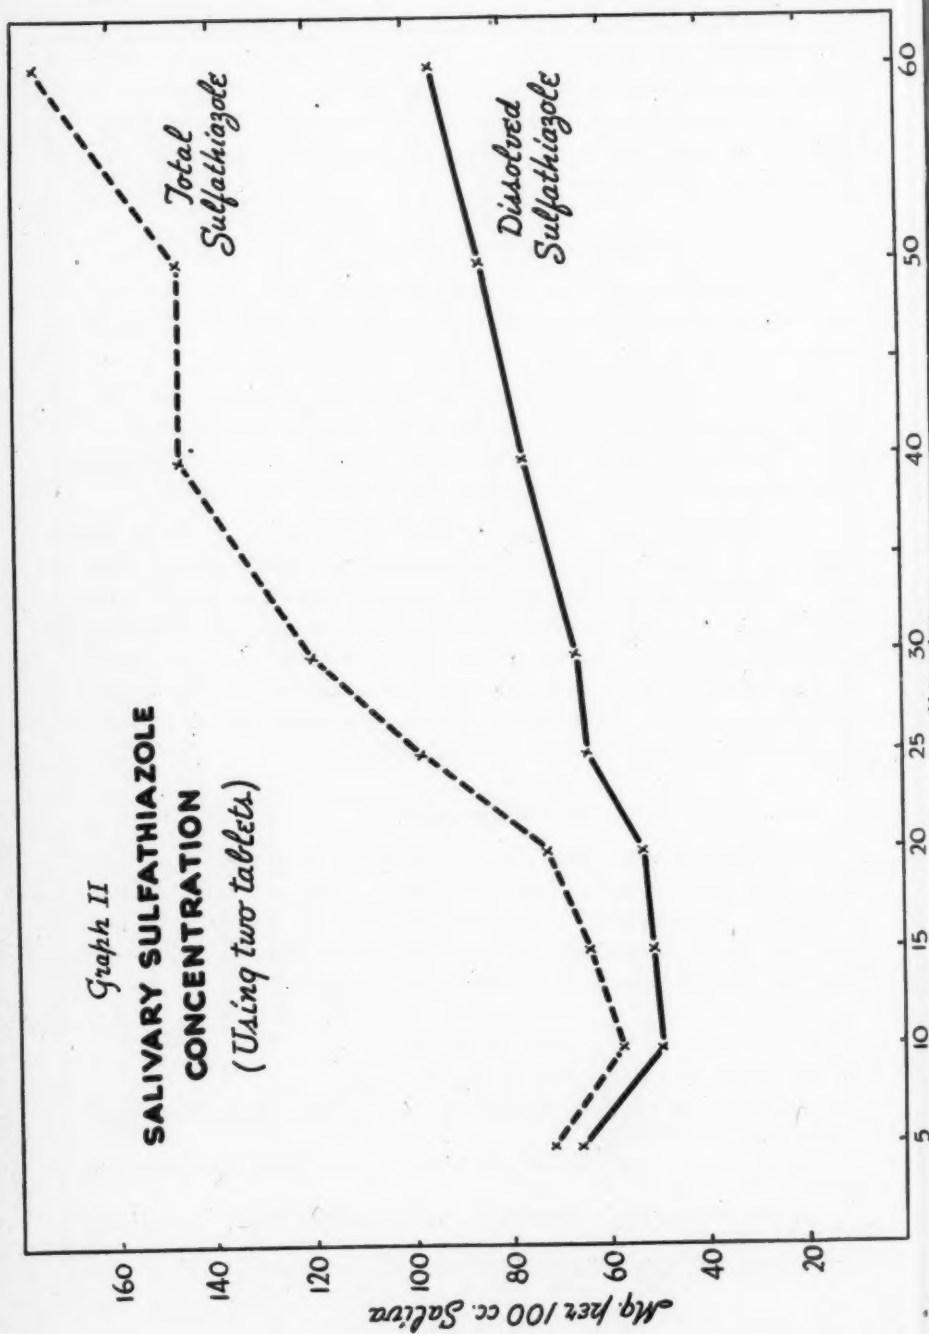 Graph II
SALIVARY SULFATHIAZOLE
CONCENTRATION
(Using two tablets)
Total
Sulfathiazole
Dissolved
Sulfathiazole
Mg. per 100 cc. Saliva
160
140
120
100
80
60
40
20
5
10
15
20
25
30
40
50
60